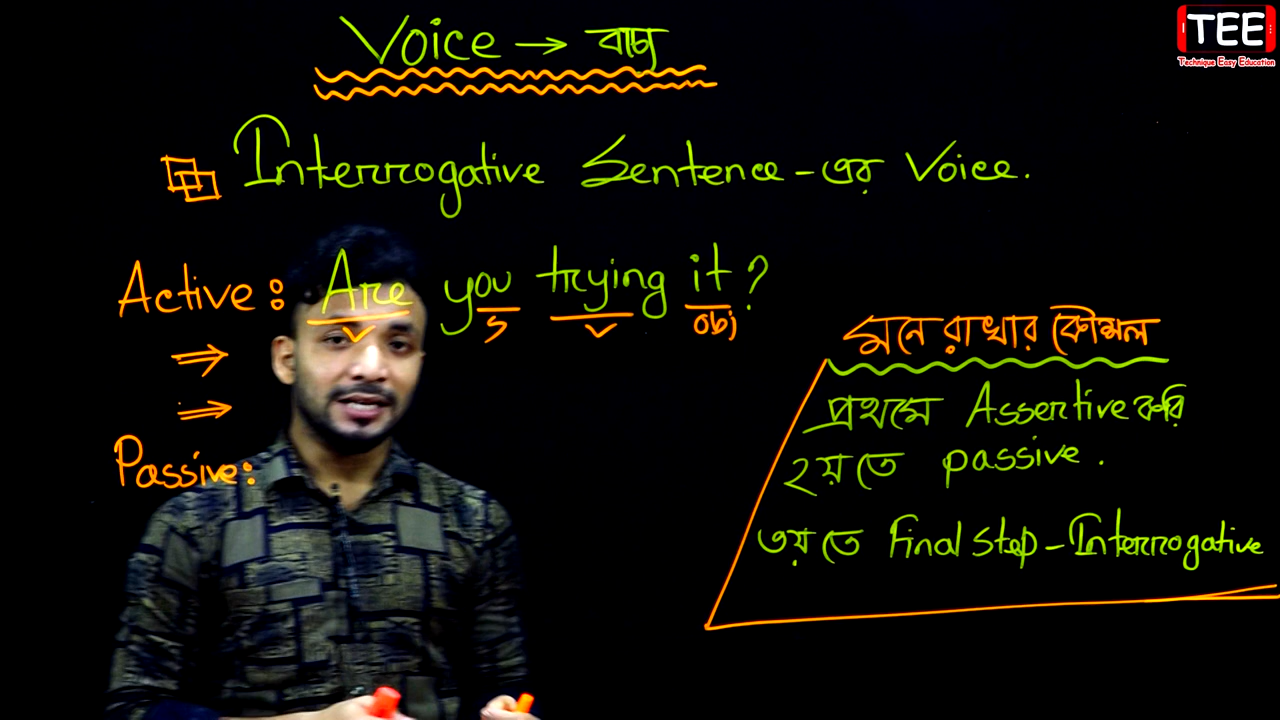 TEE
Technique Easy Education
Voice → বাচ্য
Interrogative Sentence - এর Voice.
Active: Are you trying it?
V S V obj
⇒
⇒
Passive:
মনে রাখার কৌশল
প্রথমে Assertive করি
২য় তে passive.
৩য় তে Final Step - Interrogative